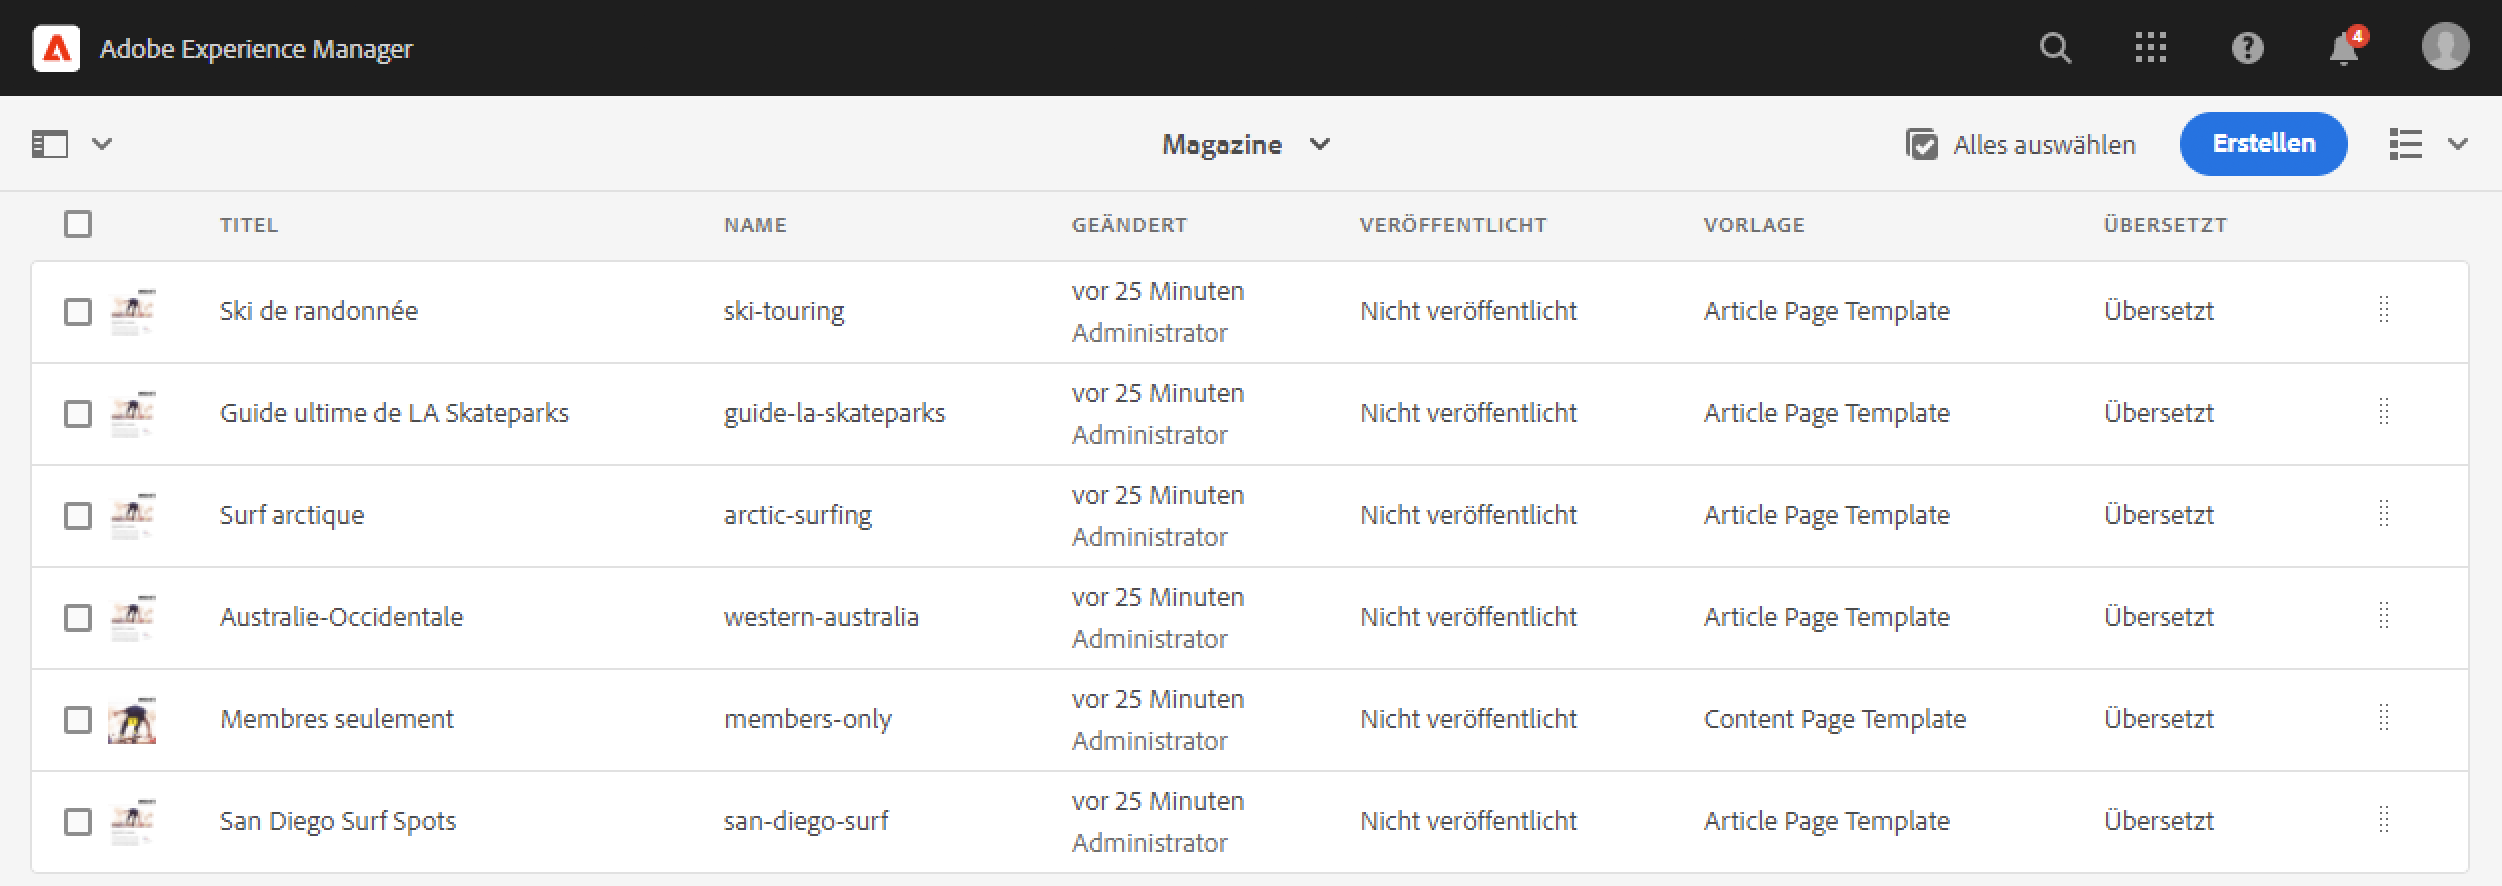 Adobe Experience Manager
4
Magazine
Alles auswählen
Erstellen
TITEL NAME GEÄNDERT VERÖFFENTLICHT VORLAGE ÜBERSETZT
Ski de randonnée ski-touring vor 25 Minuten Nicht veröffentlicht Article Page Template Übersetzt
Administrator
Guide ultime de LA Skateparks guide-la-skateparks vor 25 Minuten Nicht veröffentlicht Article Page Template Übersetzt
Administrator
Surf arctique arctic-surfing vor 25 Minuten Nicht veröffentlicht Article Page Template Übersetzt
Administrator
Australie-Occidentale western-australia vor 25 Minuten Nicht veröffentlicht Article Page Template Übersetzt
Administrator
Membres seulement members-only vor 25 Minuten Nicht veröffentlicht Content Page Template Übersetzt
Administrator
San Diego Surf Spots san-diego-surf vor 25 Minuten Nicht veröffentlicht Article Page Template Übersetzt
Administrator